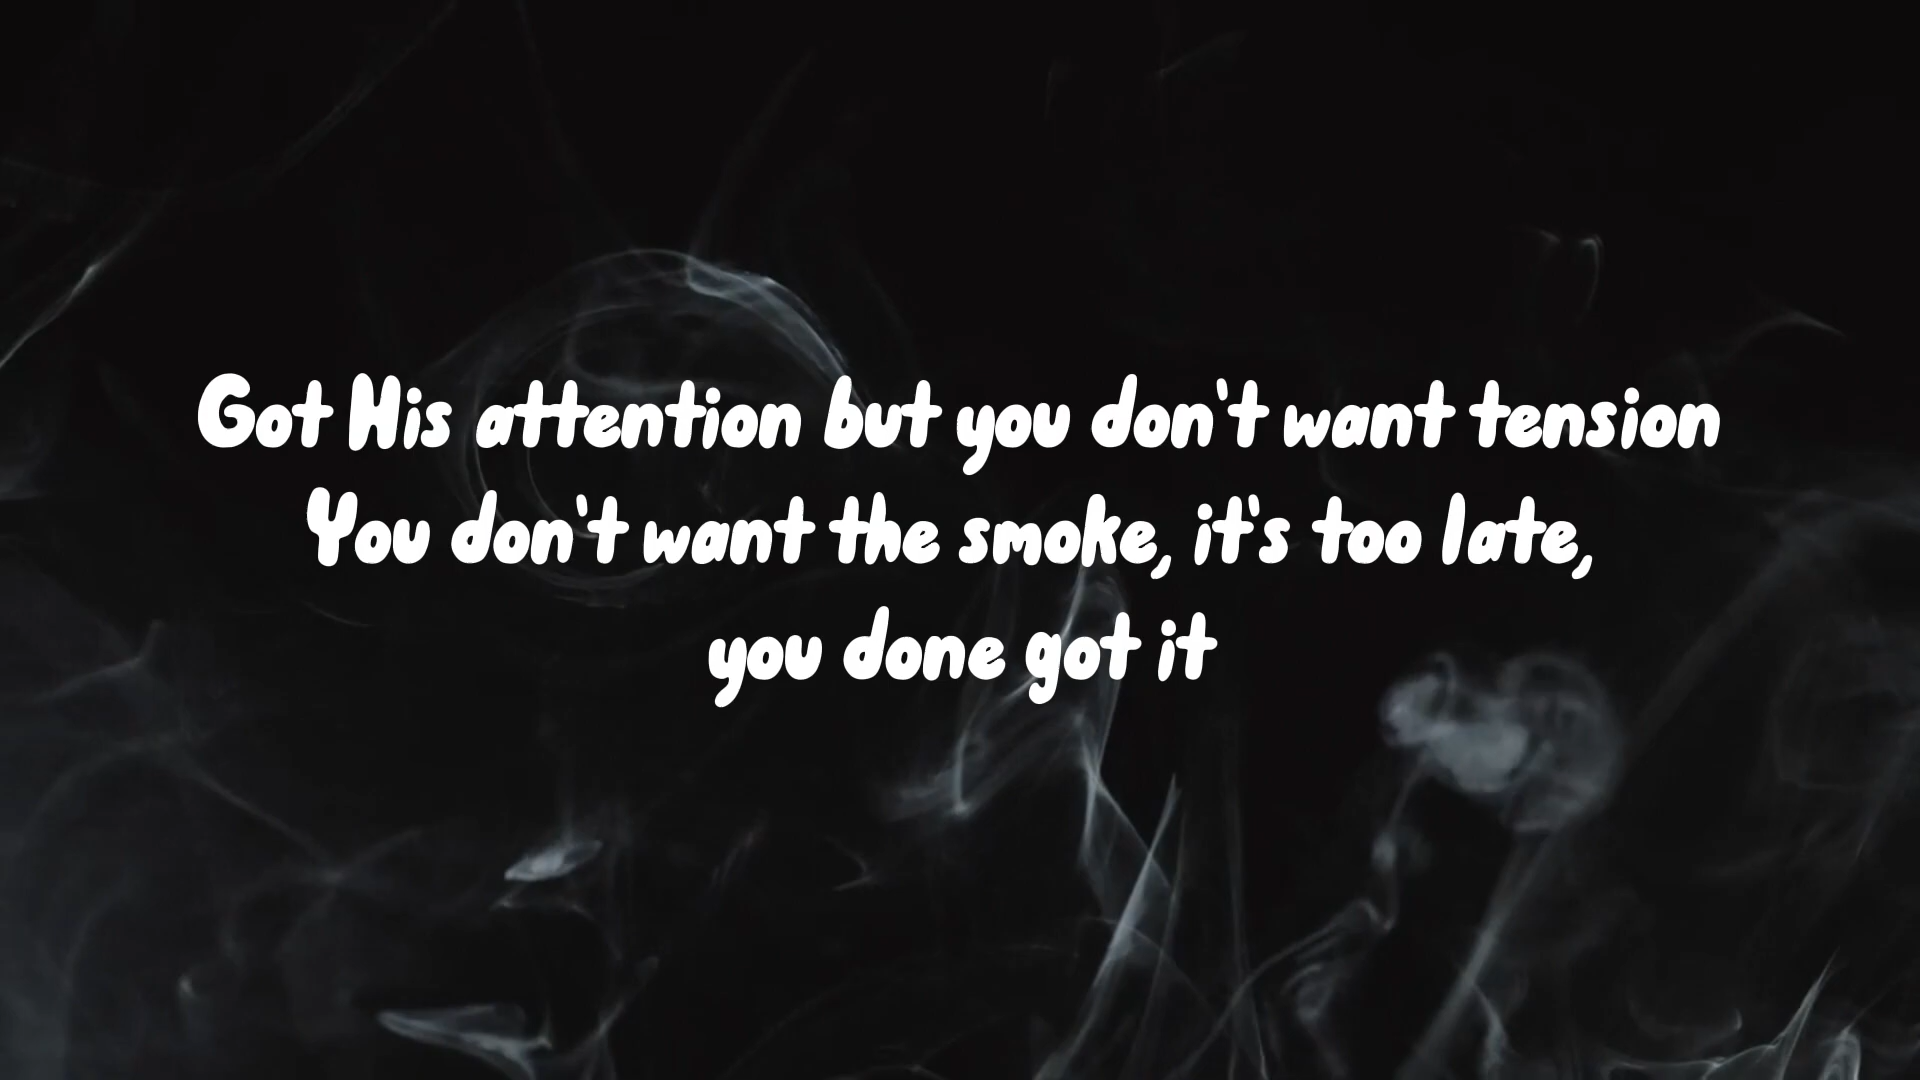 Got His attention but you don't want tension
You don't want the smoke, it's too late,
you done got it